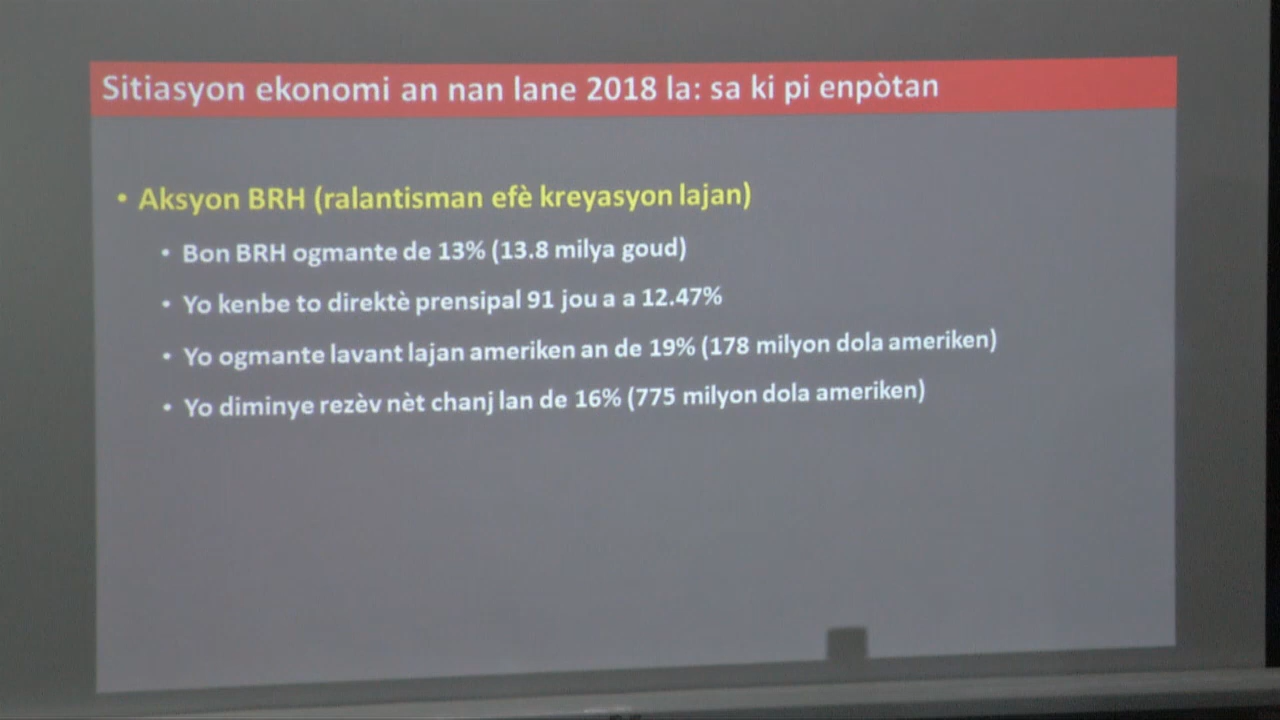 Sitiasyon ekonomi an nan lane 2018 la: sa ki pi enpòtan
• Aksyon BRH (ralantisman efè kreyasyon lajan)
• Bon BRH ogmante de 13% (13.8 milya goud)
• Yo kenbe to direktè prensipal 91 jou a a 12.47%
• Yo ogmante lavant lajan ameriken an de 19% (178 milyon dola ameriken)
• Yo diminye rezèv nèt chanj lan de 16% (775 milyon dola ameriken)